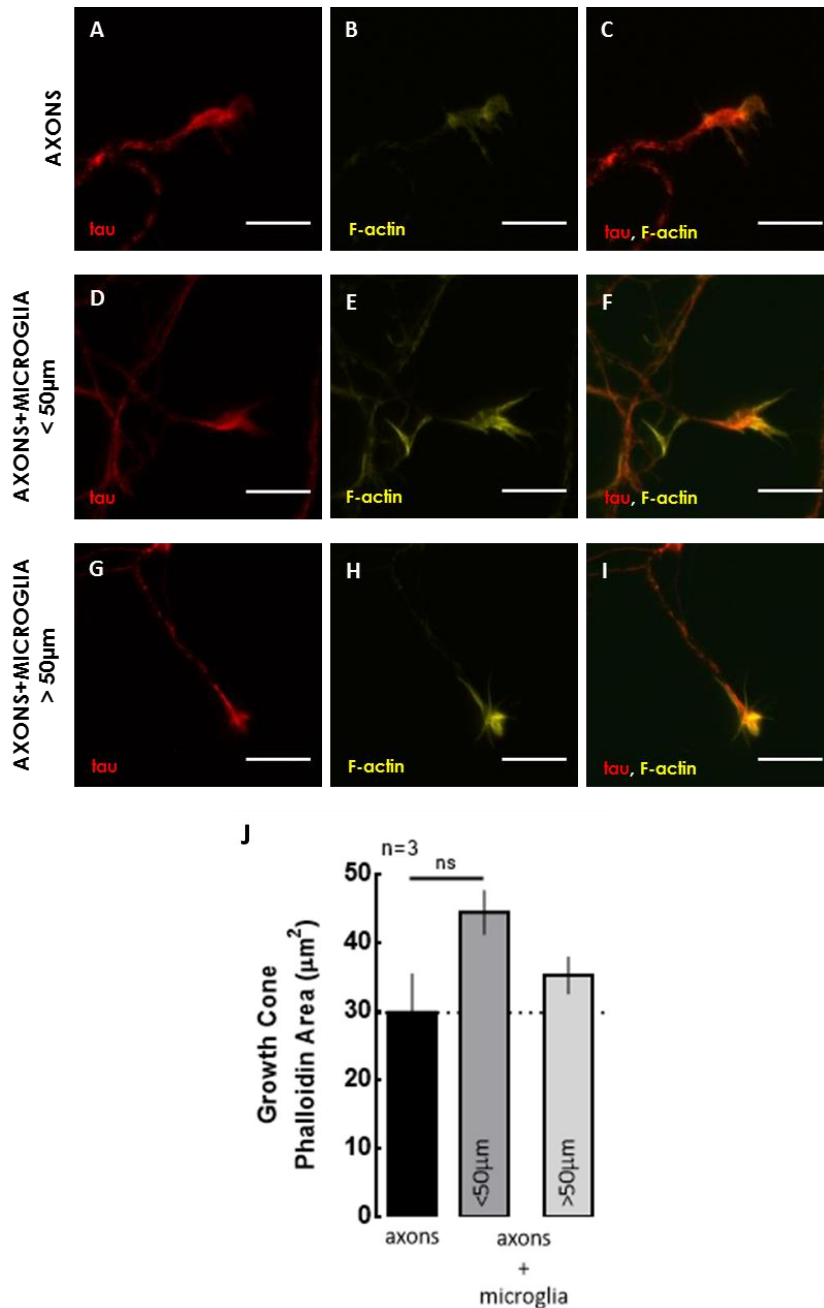 AXONS
A
tau
B
F-actin
C
tau, F-actin
AXONS+MICROGLIA
< 50µm
D
tau
E
F-actin
F
tau, F-actin
AXONS+MICROGLIA
> 50µm
G
tau
H
F-actin
I
tau, F-actin
J
n=3
ns
Growth Cone
Phalloidin Area (µm²)
50
40
30
20
10
0
<50µm
>50µm
axons
axons
+
microglia